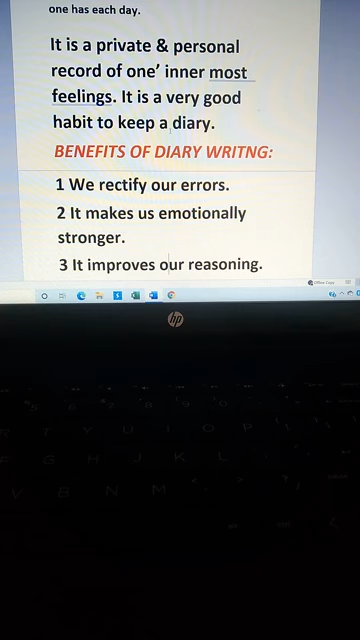 one has each day.
It is a private & personal
record of one' inner most
feelings. It is a very good
habit to keep a diary.
BENEFITS OF DIARY WRITNG:
1 We rectify our errors.
2 It makes us emotionally
stronger.
3 It improves our reasoning.
hp
T Y U I O P
G H J K L
V B N M